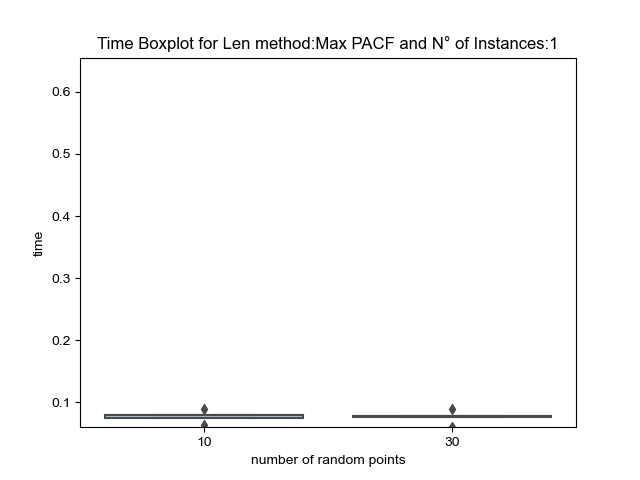 Time Boxplot for Len method:Max PACF and N° of Instances:1
0.6
0.5
0.4
0.3
0.2
0.1
time
10 30
number of random points